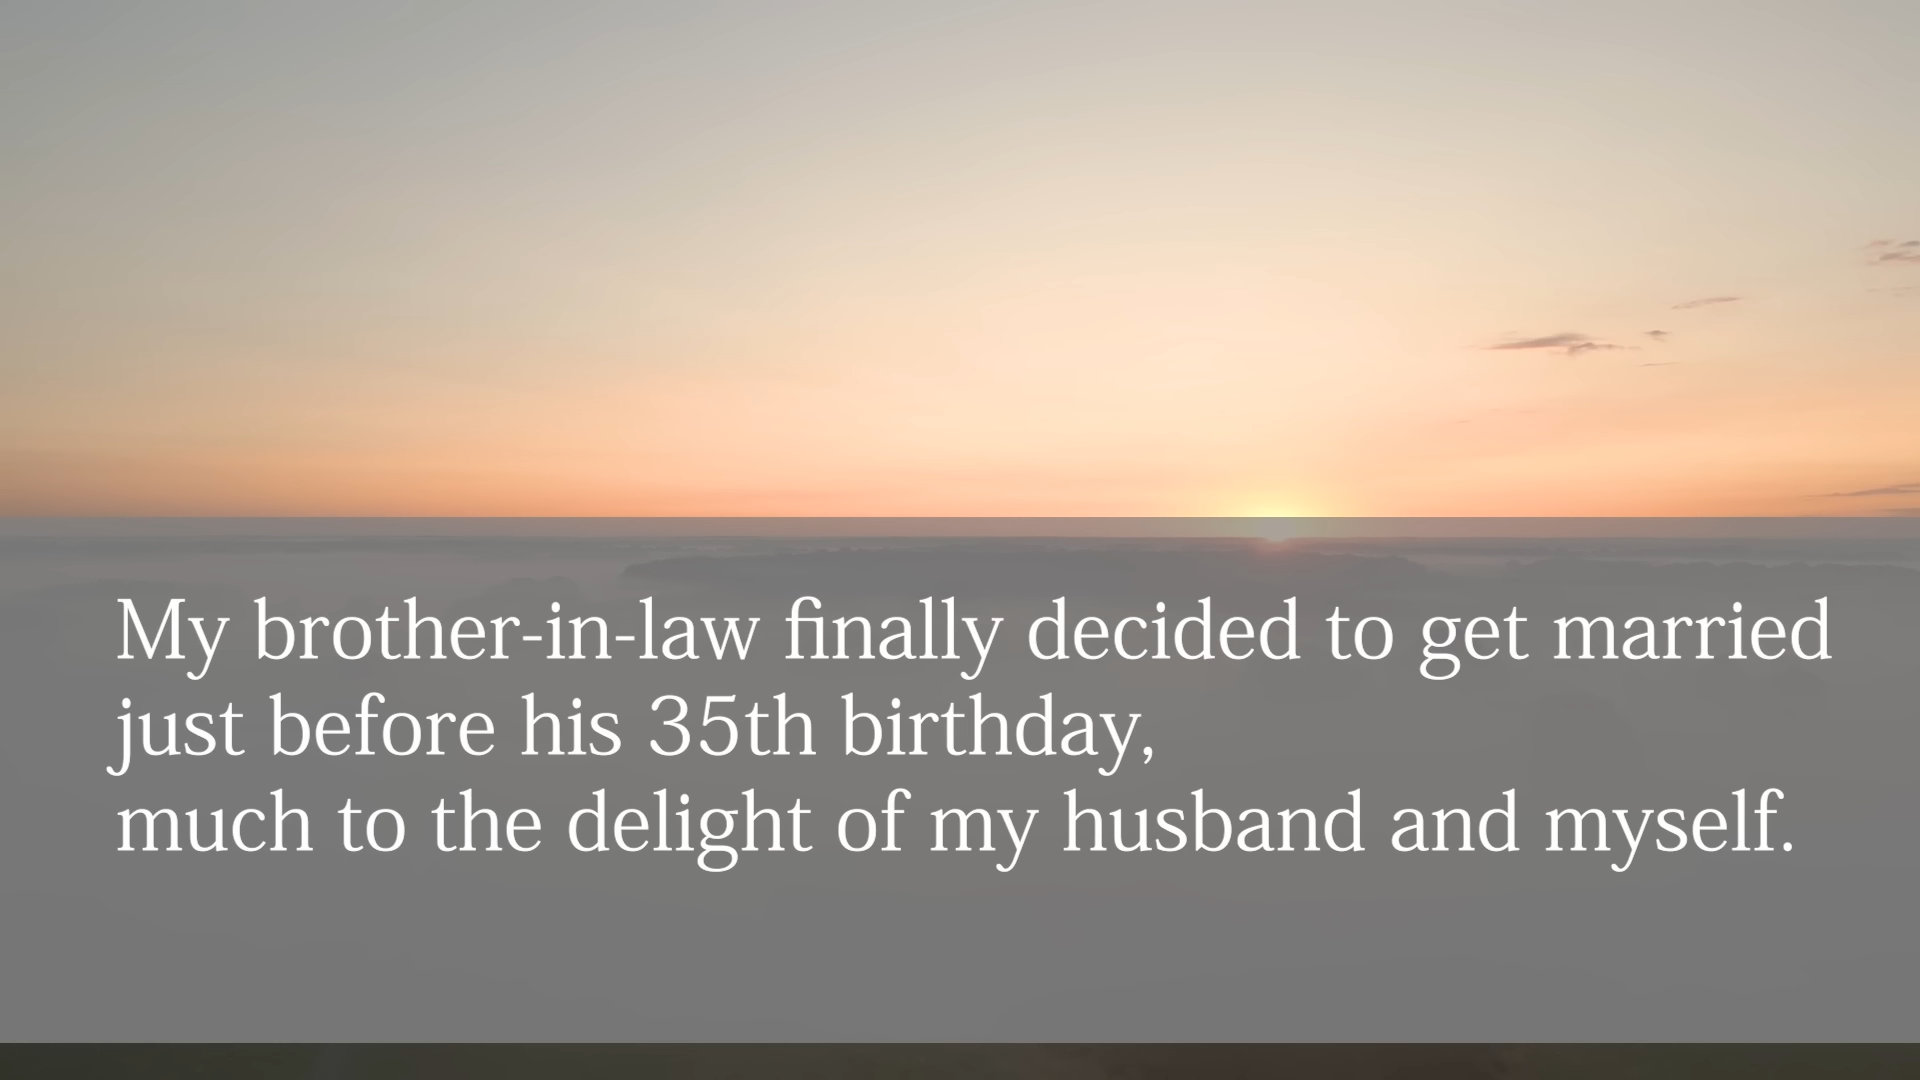 My brother-in-law finally decided to get married
just before his 35th birthday,
much to the delight of my husband and myself.